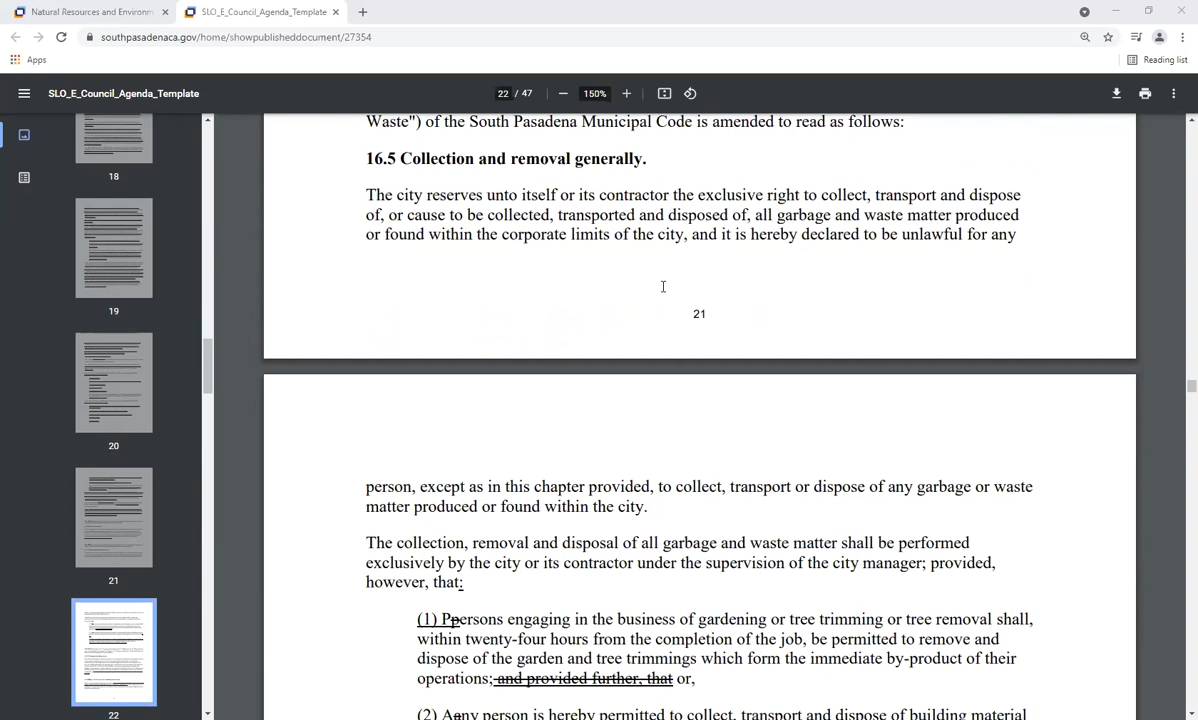 Natural Resources and Environm
SLO_E_Council_Agenda_Template
southpasadenaca.gov/home/showpublisheddocument/27354
Apps
Reading list
SLO_E_Council_Agenda_Template
22 / 47
150%
18
19
20
21
22
Waste") of the South Pasadena Municipal Code is amended to read as follows:
16.5 Collection and removal generally.
The city reserves unto itself or its contractor the exclusive right to collect, transport and dispose
of, or cause to be collected, transported and disposed of, all garbage and waste matter produced
or found within the corporate limits of the city, and it is hereby declared to be unlawful for any
21
person, except as in this chapter provided, to collect, transport or dispose of any garbage or waste
matter produced or found within the city.
The collection, removal and disposal of all garbage and waste matter shall be performed
exclusively by the city or its contractor under the supervision of the city manager; provided,
however, that:
(1) Ppersons engaging in the business of gardening or tree trimming or tree removal shall,
within twenty-four hours from the completion of the job, be permitted to remove and
dispose of the garden and tree trimmings which form the immediate by-product of their
operations; and provided further, that or,
(2) Aany person is hereby permitted to collect, transport and dispose of building material